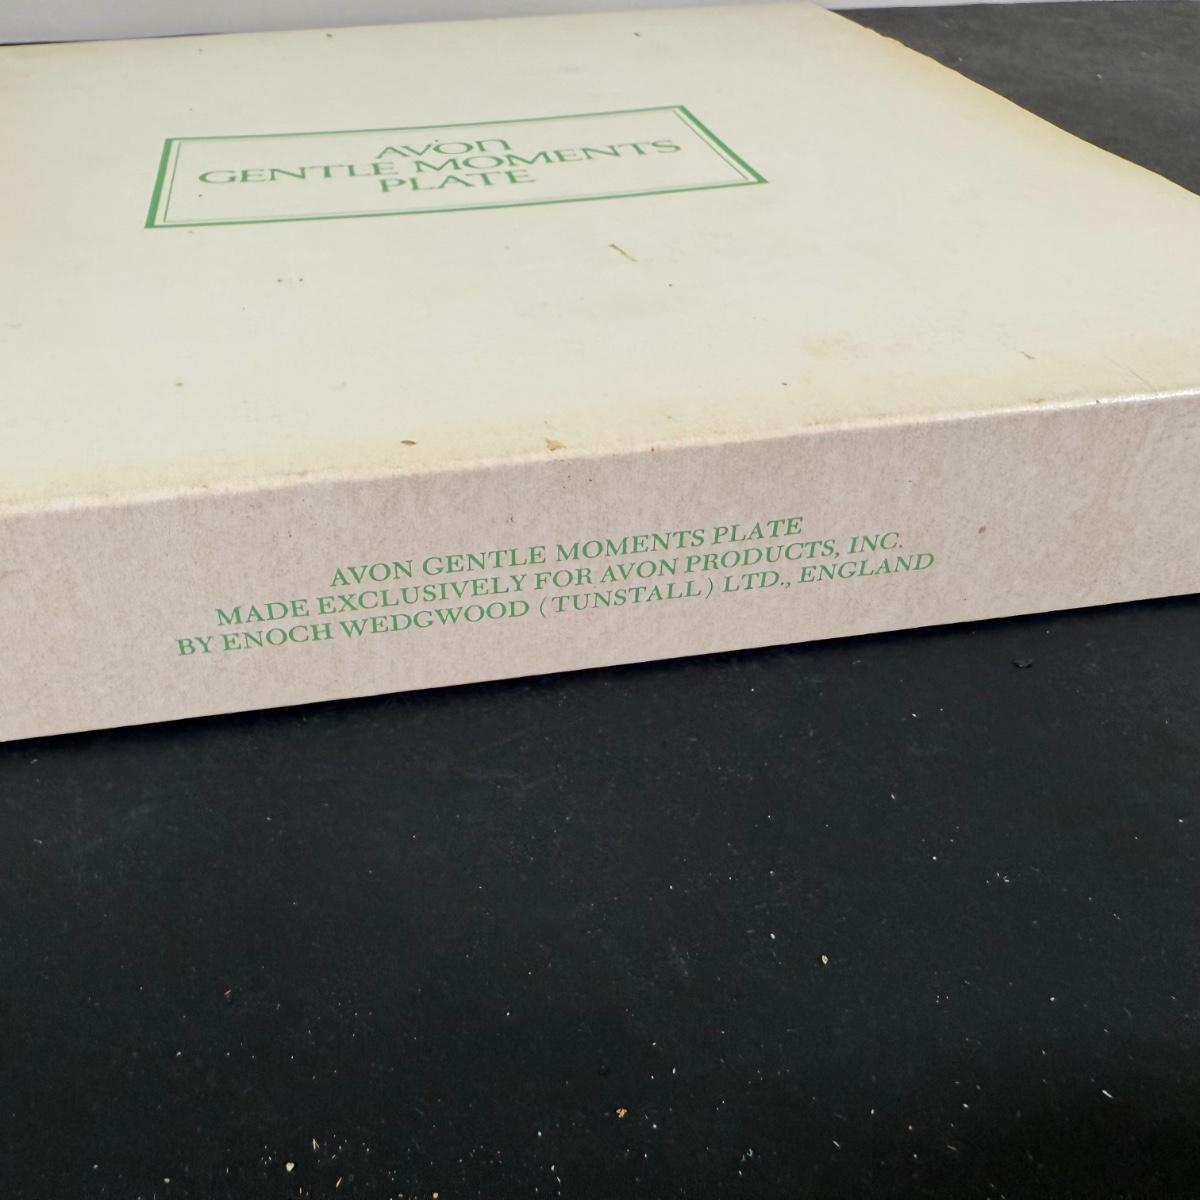 AVON
GENTLE MOMENTS
PLATE
AVON GENTLE MOMENTS PLATE
MADE EXCLUSIVELY FOR AVON PRODUCTS, INC.
BY ENOCH WEDGWOOD (TUNSTALL) LTD., ENGLAND